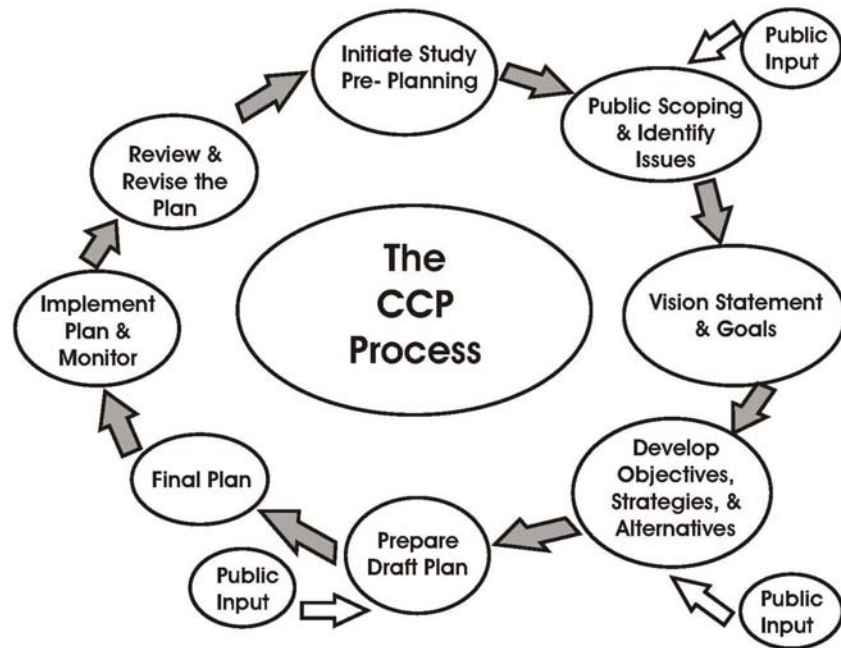 Initiate Study
Pre- Planning
Public
Input
Public Scoping
& Identify
Issues
Vision Statement
& Goals
Develop
Objectives,
Strategies, &
Alternatives
Public
Input
Prepare
Draft Plan
Public
Input
Final Plan
Implement
Plan &
Monitor
Review &
Revise the
Plan
The
CCP
Process